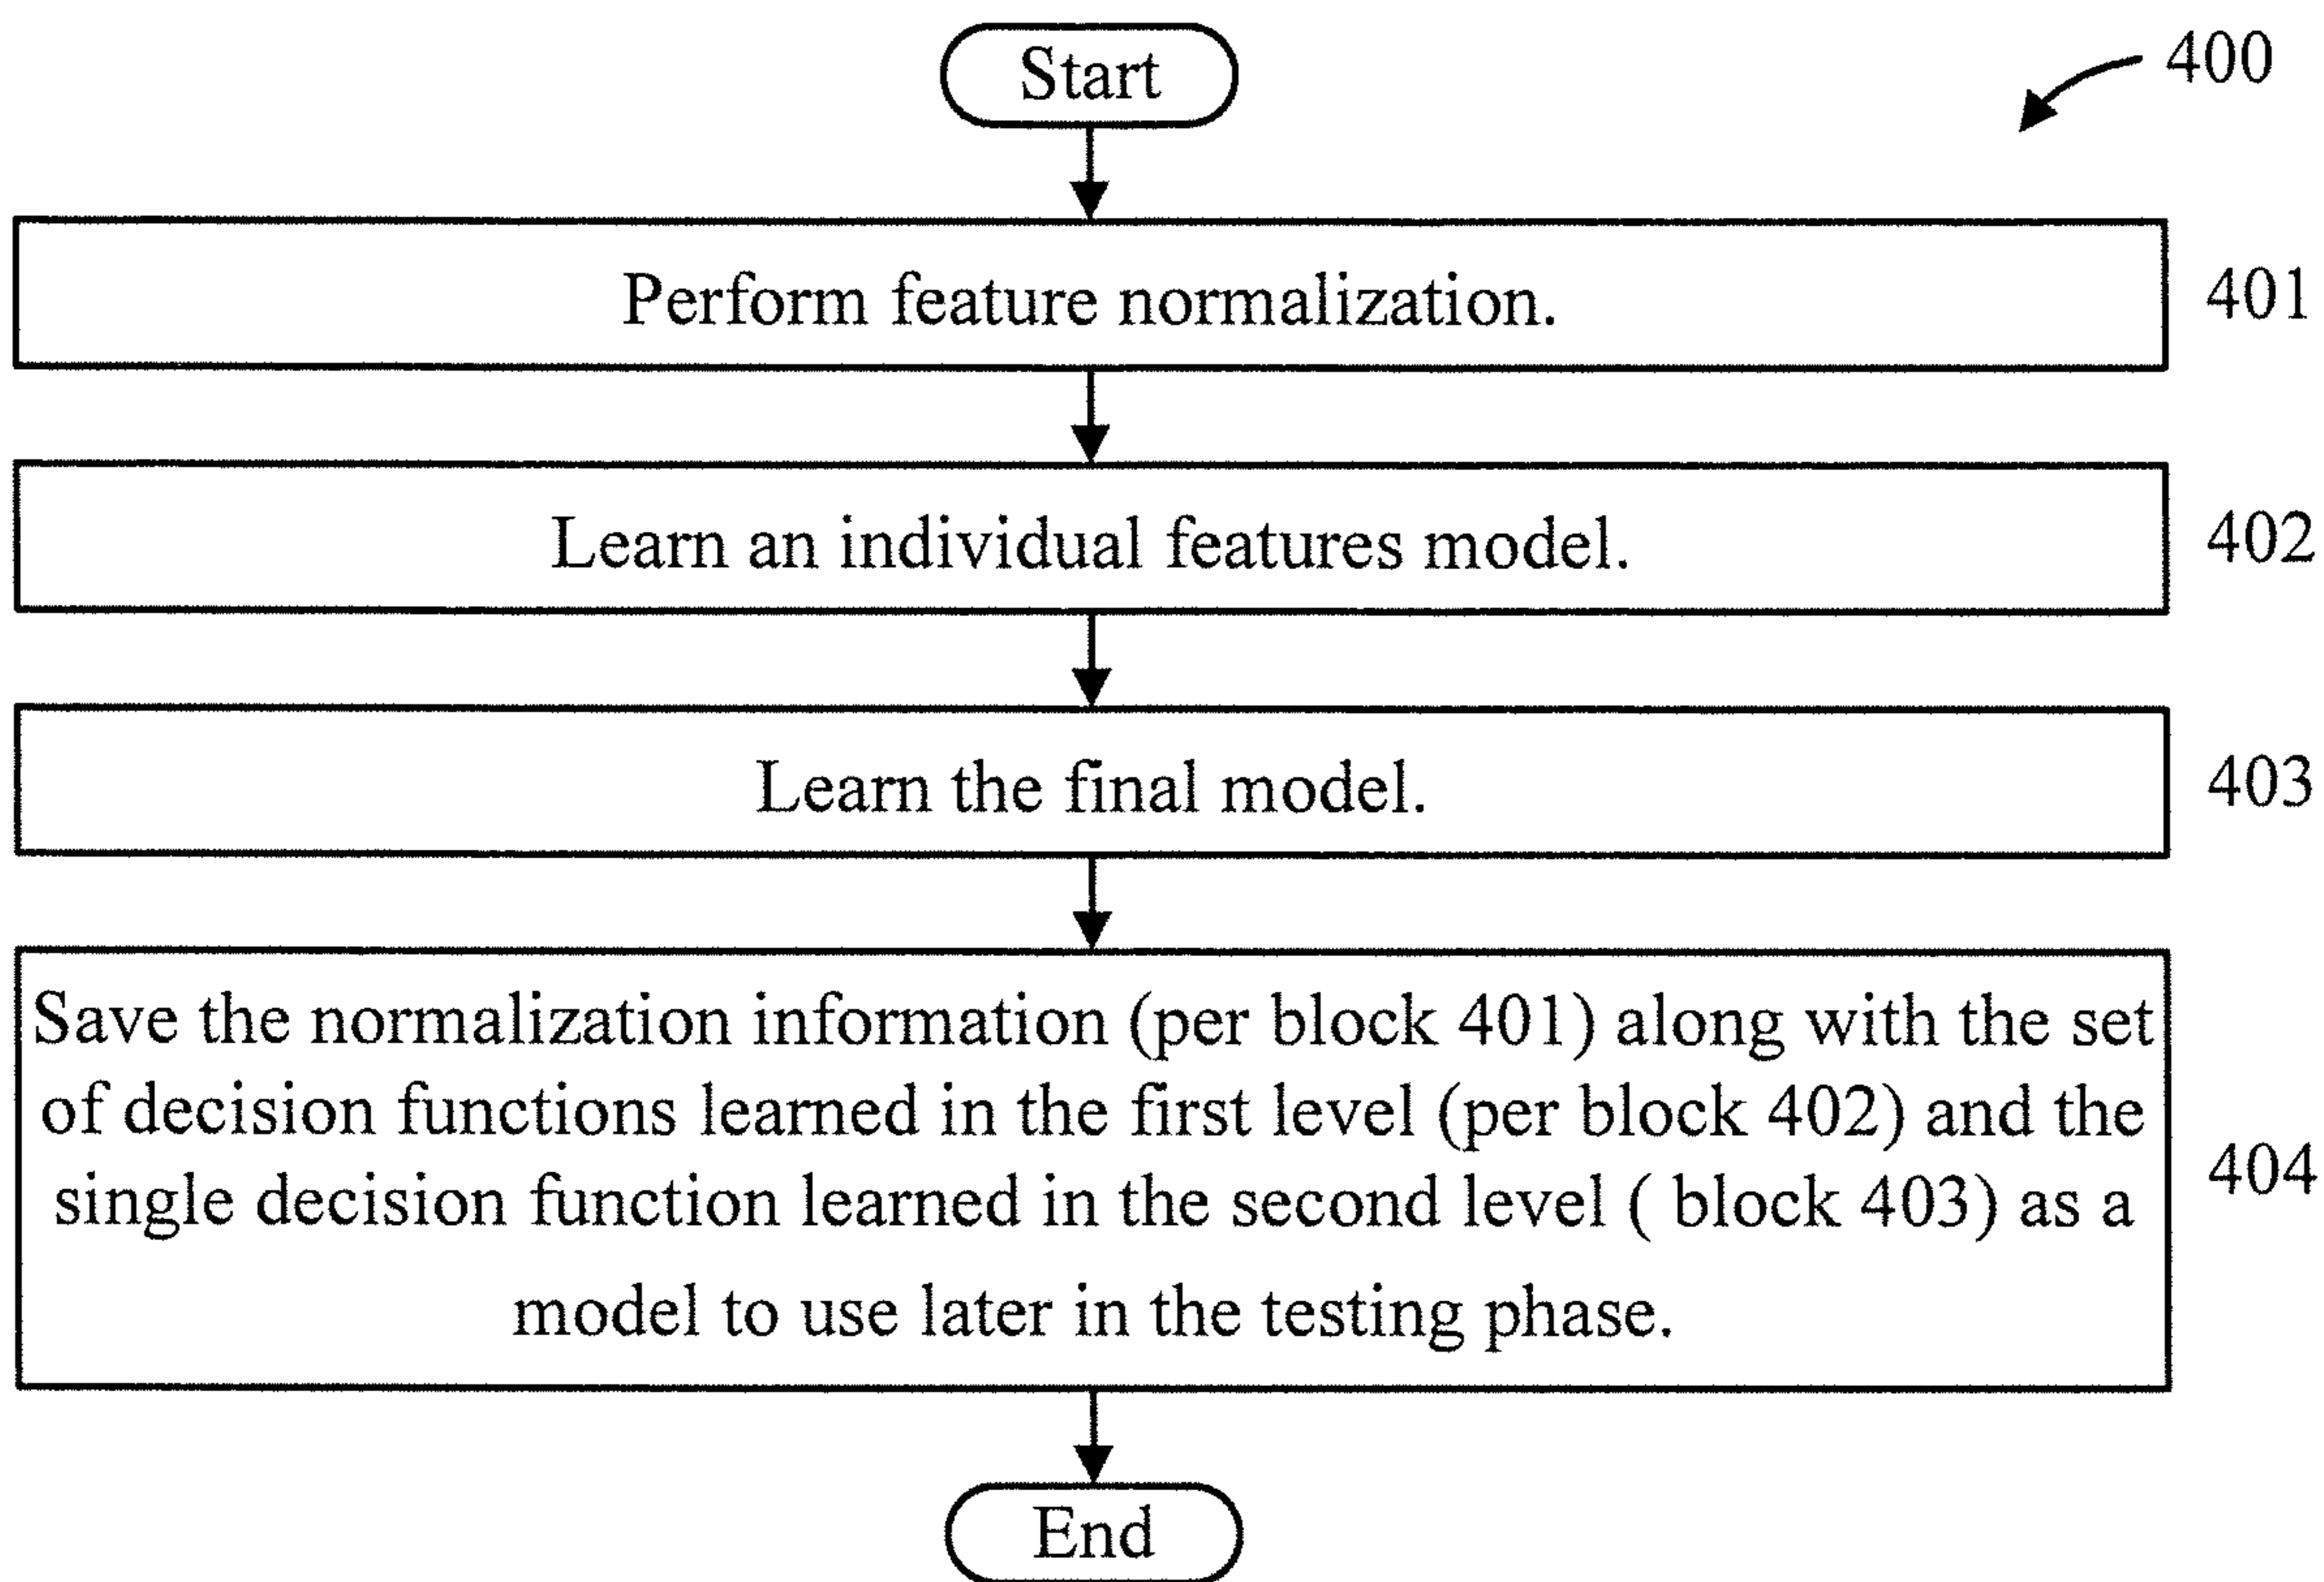 Start
400
Perform feature normalization.
401
Learn an individual features model.
402
Learn the final model.
403
Save the normalization information (per block 401) along with the set
of decision functions learned in the first level (per block 402) and the
single decision function learned in the second level ( block 403) as a
model to use later in the testing phase.
404
End